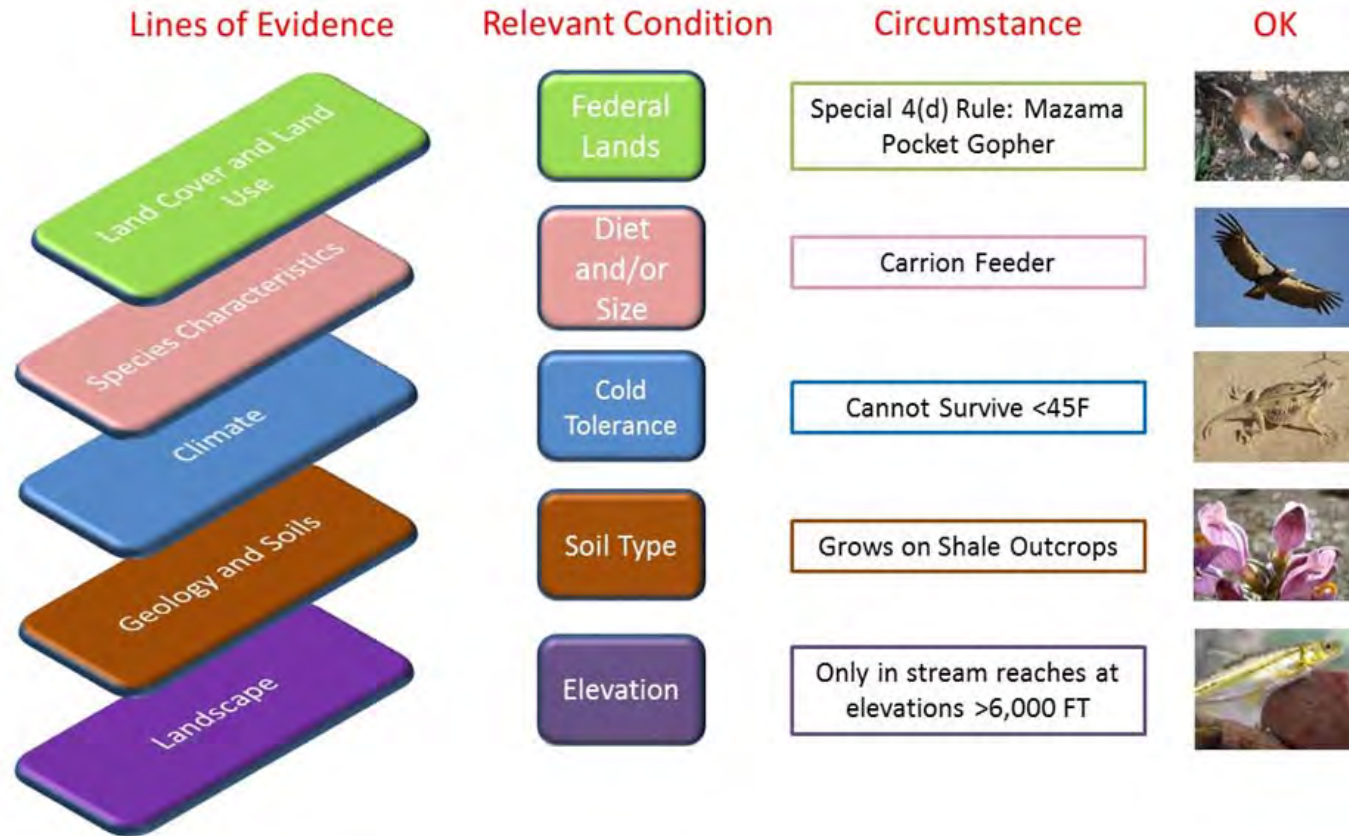 Lines of Evidence
Relevant Condition
Circumstance
OK
Land Cover and Land
Use
Federal
Lands
Special 4(d) Rule: Mazama
Pocket Gopher
Species Characteristics
Diet
and/or
Size
Carrion Feeder
Climate
Cold
Tolerance
Cannot Survive <45F
Geology and Soils
Soil Type
Grows on Shale Outcrops
Landscape
Elevation
Only in stream reaches at
elevations >6,000 FT